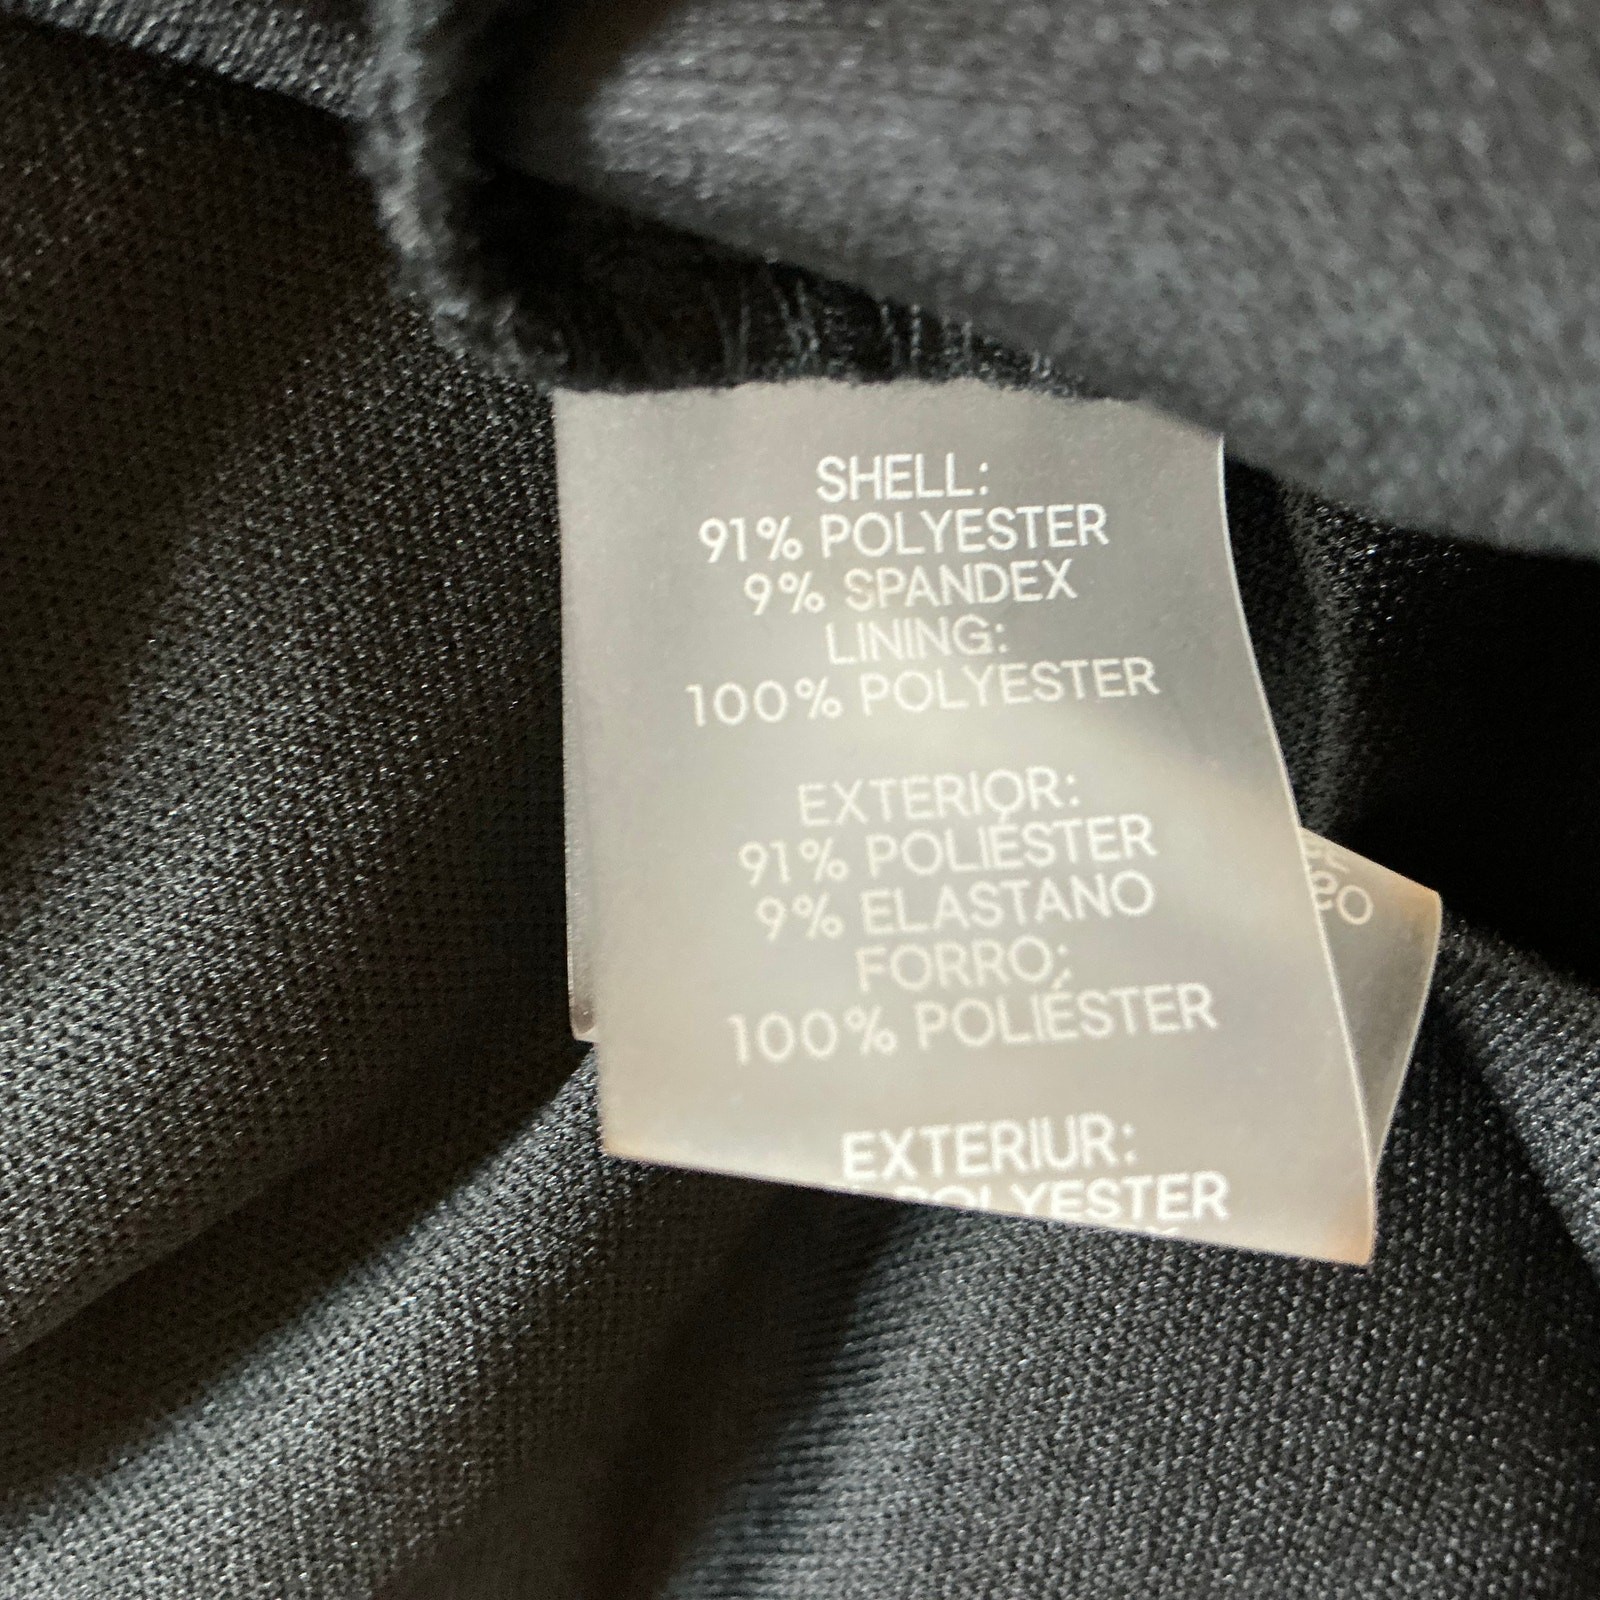 SHELL:
91% POLYESTER
9% SPANDEX
LINING:
100% POLYESTER
EXTERIOR:
91% POLIÉSTER
9% ELASTANO
FORRO:
100% POLIÉSTER
EXTERIUR:
POLYESTER